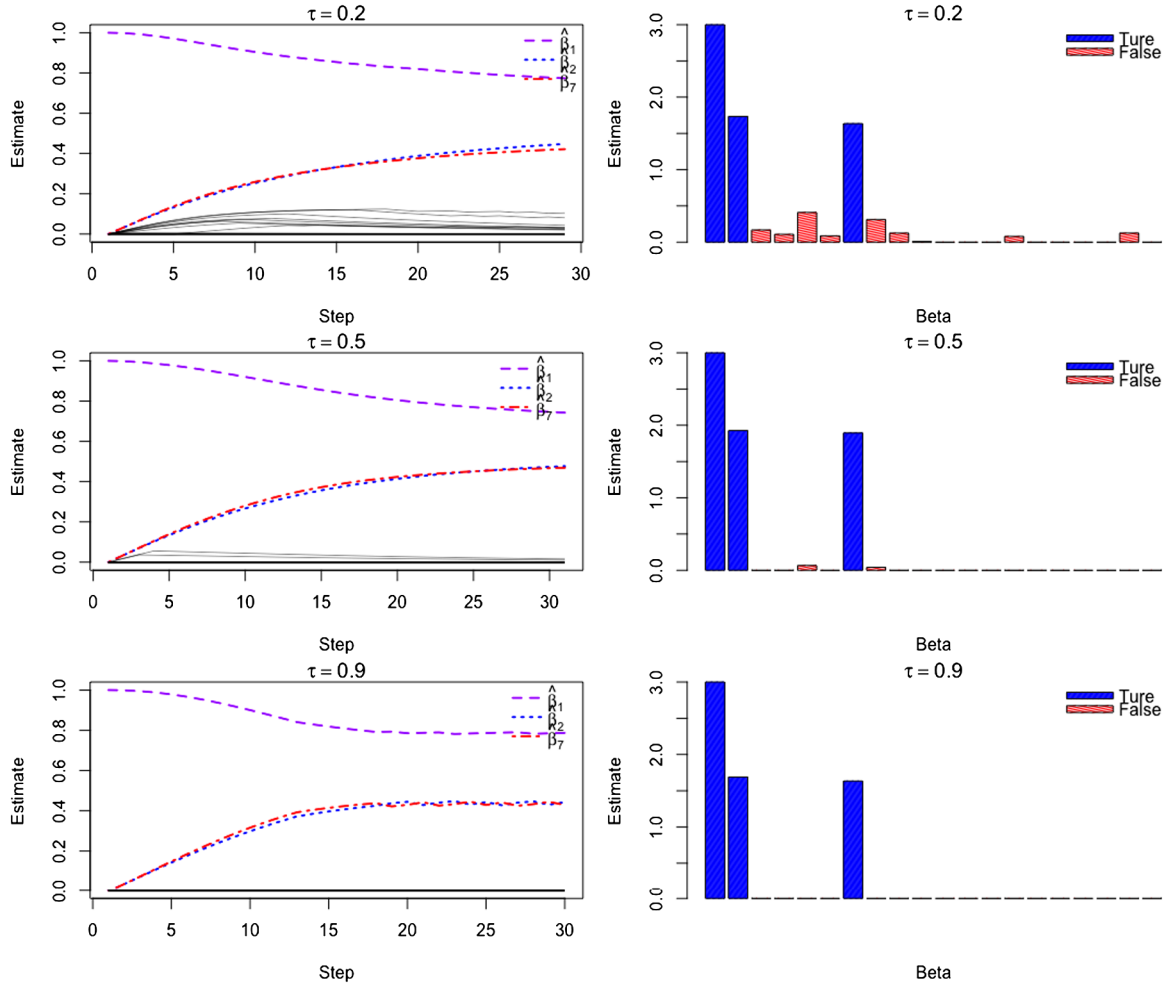 τ = 0.2
Estimate
0.0 0.2 0.4 0.6 0.8 1.0
β̂1
β̂2
β̂7
0 5 10 15 20 25 30
Step
τ = 0.2
Estimate
0.0 1.0 2.0 3.0
Ture
False
Beta
τ = 0.5
Estimate
0.0 0.2 0.4 0.6 0.8 1.0
β̂1
β̂2
β̂7
0 5 10 15 20 25 30
Step
τ = 0.5
Estimate
0.0 1.0 2.0 3.0
Ture
False
Beta
τ = 0.9
Estimate
0.0 0.2 0.4 0.6 0.8 1.0
β̂1
β̂2
β̂7
0 5 10 15 20 25 30
Step
τ = 0.9
Estimate
0.0 1.0 2.0 3.0
Ture
False
Beta